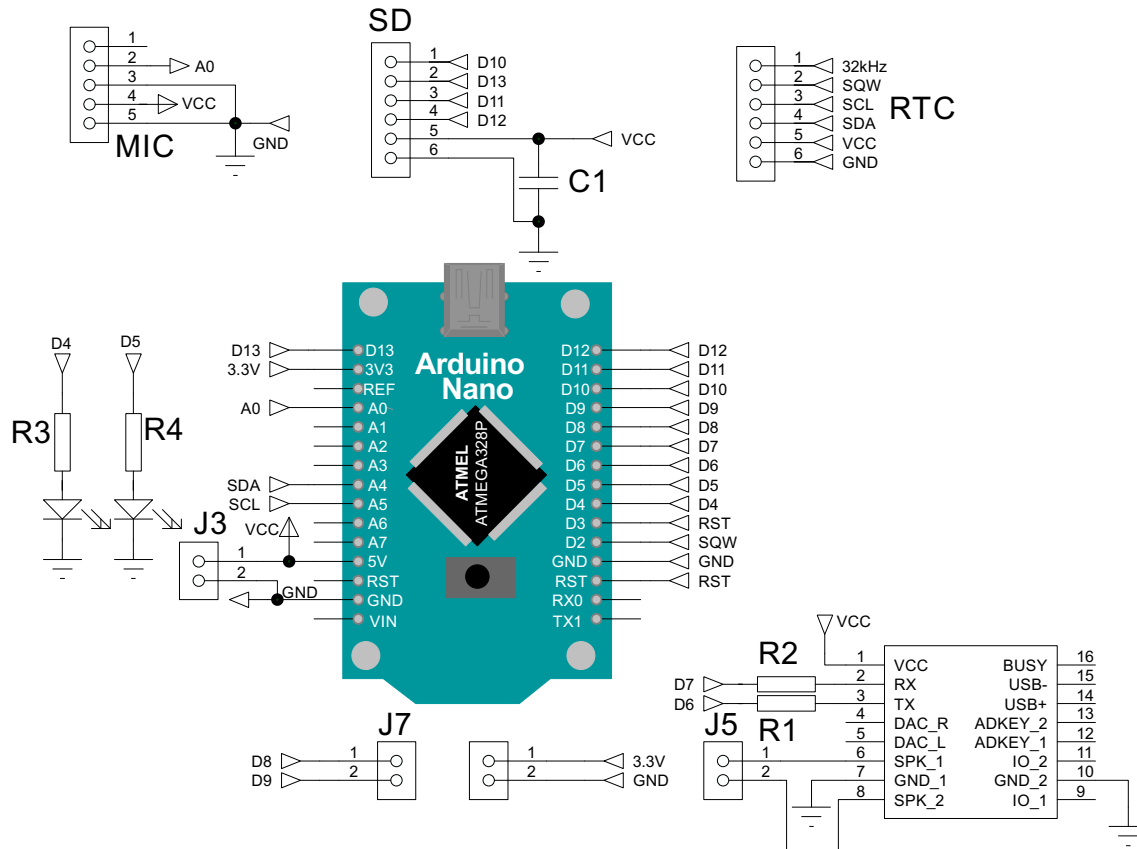 MIC
1
2 A0
3
4 VCC
5
GND
SD
1 D10
2 D13
3 D11
4 D12
5 VCC
6
C1
RTC
1 32kHz
2 SQW
3 SCL
4 SDA
5 VCC
6 GND
D4 D5
R3 R4
J3
1
2
VCC
GND
Arduino
Nano
ATMEL
ATMEGA328P
D13 D13
3.3V 3V3
REF
A0 A0
A1
A2
A3
SDA A4
SCL A5
A6
A7
5V
RST
GND
VIN
D12 D12
D11 D11
D10 D10
D9 D9
D8 D8
D7 D7
D6 D6
D5 D5
D4 D4
D3 RST
D2 SQW
GND GND
RST RST
RX0
TX1
J7
D8 1
D9 2
1 3.3V
2 GND
J5
1
2
R2
R1
D7
D6
VCC
1 VCC
2 RX
3 TX
4 DAC_R
5 DAC_L
6 SPK_1
7 GND_1
8 SPK_2
BUSY 16
USB- 15
USB+ 14
ADKEY_2 13
ADKEY_1 12
IO_2 11
GND_2 10
IO_1 9